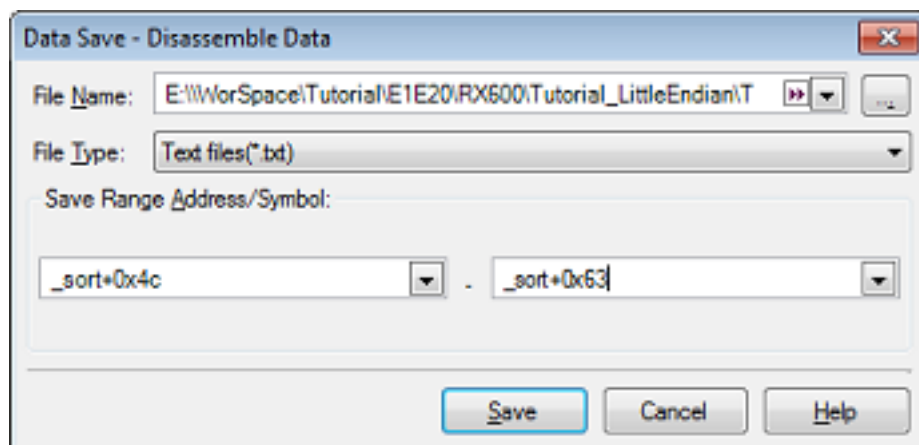 Data Save - Disassemble Data
File Name: E:\\WorSpace\Tutorial\E1E20\RX600\Tutorial_LittleEndian\T ...
File Type: Text files(*.txt)
Save Range Address/Symbol:
_sort+0x4c - _sort+0x63
Save Cancel Help